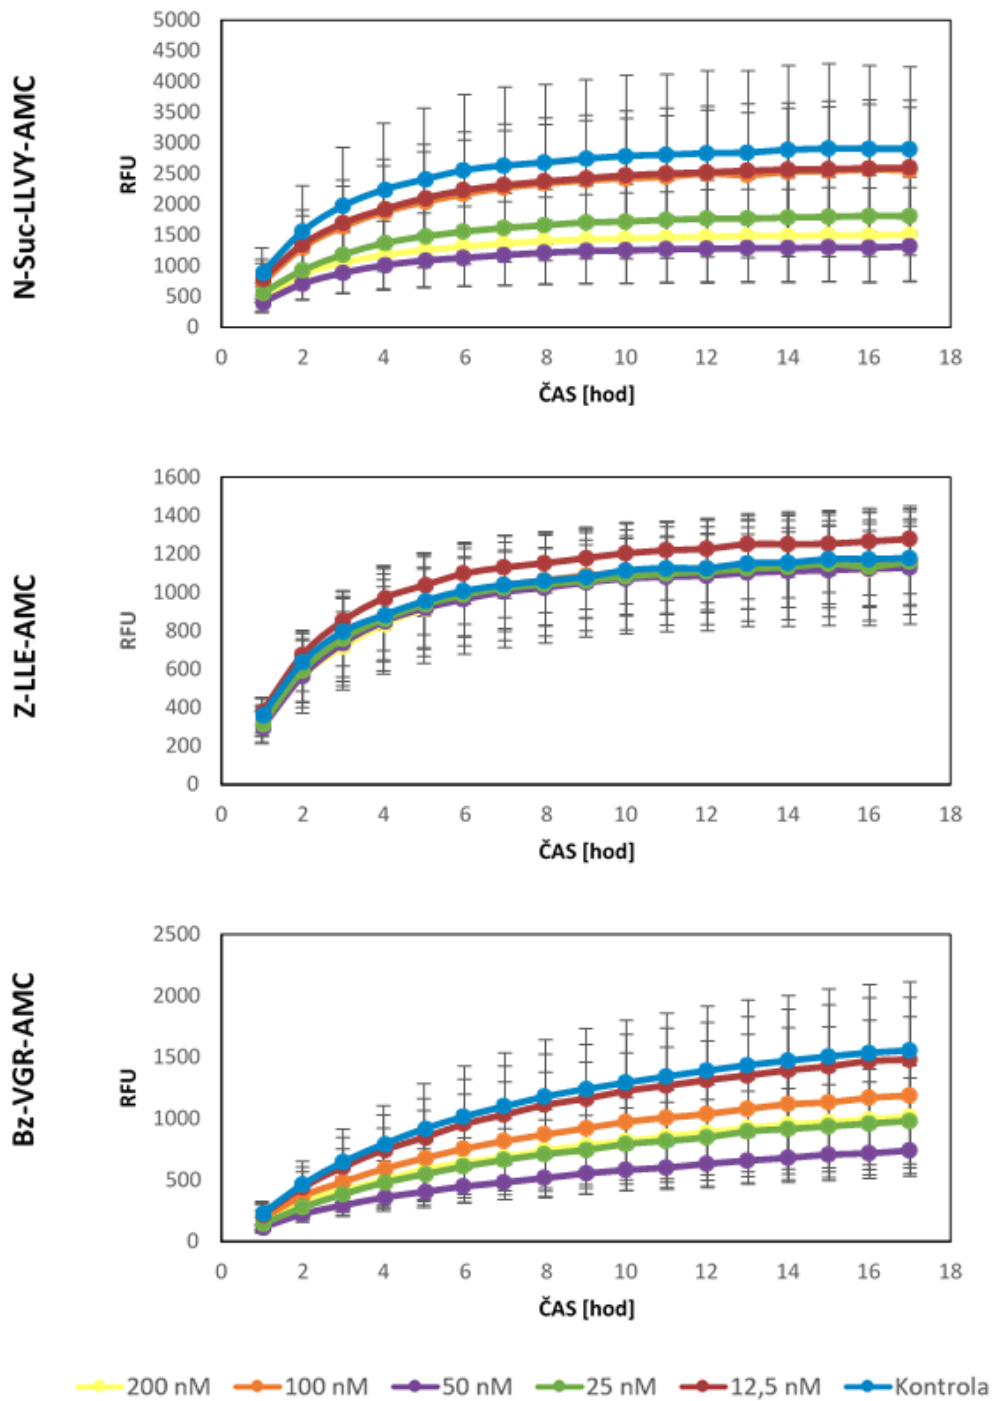 N-Suc-LLVY-AMC
RFU
5000
4500
4000
3500
3000
2500
2000
1500
1000
500
0
0 2 4 6 8 10 12 14 16 18
ČAS [hod]
Z-LLE-AMC
RFU
1600
1400
1200
1000
800
600
400
200
0
0 2 4 6 8 10 12 14 16 18
ČAS [hod]
Bz-VGR-AMC
RFU
2500
2000
1500
1000
500
0
0 2 4 6 8 10 12 14 16 18
ČAS [hod]
200 nM 100 nM 50 nM 25 nM 12,5 nM Kontrola